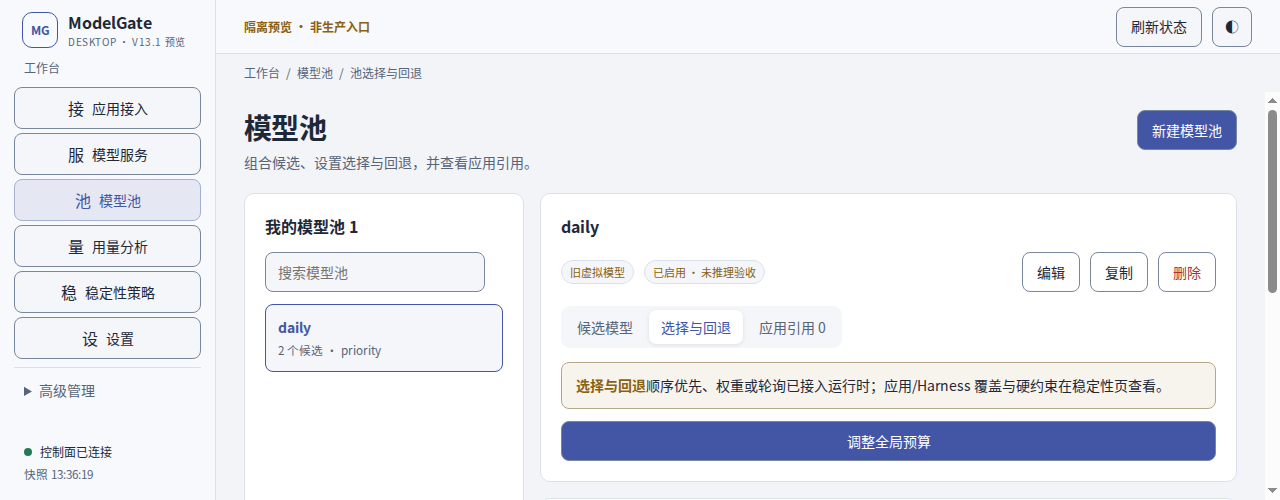 MG
ModelGate
DESKTOP · V13.1 预览
工作台
接 应用接入
服 模型服务
池 模型池
量 用量分析
稳 稳定性策略
设 设置
▶ 高级管理
控制面已连接
快照 13:36:19
隔离预览 · 非生产入口
刷新状态
工作台 / 模型池 / 池选择与回退
模型池
组合候选、设置选择与回退，并查看应用引用。
新建模型池
我的模型池 1
搜索模型池
daily
2 个候选 · priority
daily
旧虚拟模型
已启用 · 未推理验收
编辑
复制
删除
候选模型
选择与回退
应用引用 0
选择与回退顺序优先、权重或轮询已接入运行时；应用/Harness 覆盖与硬约束在稳定性页查看。
调整全局预算